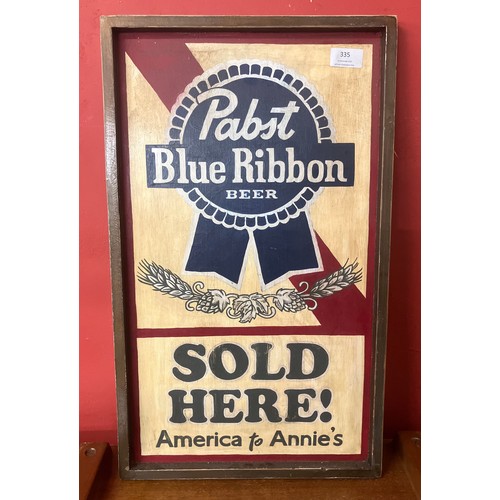 335
Pabst
Blue Ribbon
BEER
SOLD
HERE!
America to Annie's